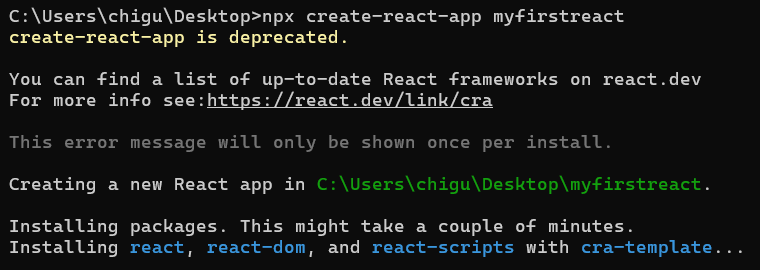 C:\Users\chigu\Desktop>npx create-react-app myfirstreact
create-react-app is deprecated.
You can find a list of up-to-date React frameworks on react.dev
For more info see:https://react.dev/link/cra
This error message will only be shown once per install.
Creating a new React app in C:\Users\chigu\Desktop\myfirstreact.
Installing packages. This might take a couple of minutes.
Installing react, react-dom, and react-scripts with cra-template...